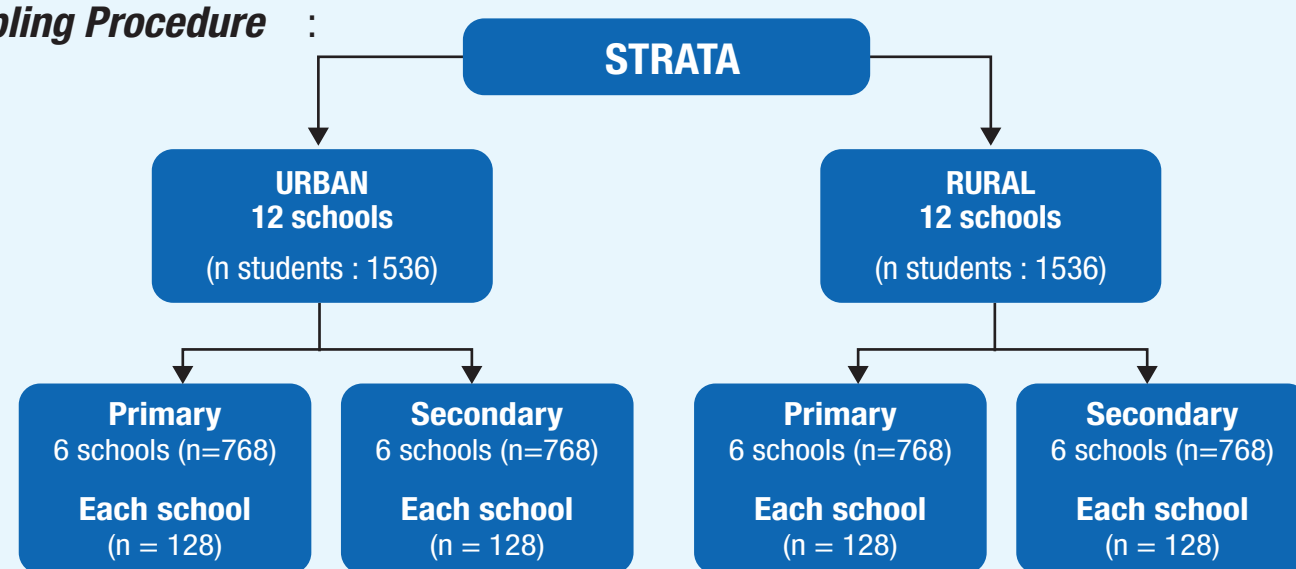 pling Procedure :
STRATA
URBAN
12 schools
(n students : 1536)
RURAL
12 schools
(n students : 1536)
Primary
6 schools (n=768)
Each school
(n = 128)
Secondary
6 schools (n=768)
Each school
(n = 128)
Primary
6 schools (n=768)
Each school
(n = 128)
Secondary
6 schools (n=768)
Each school
(n = 128)